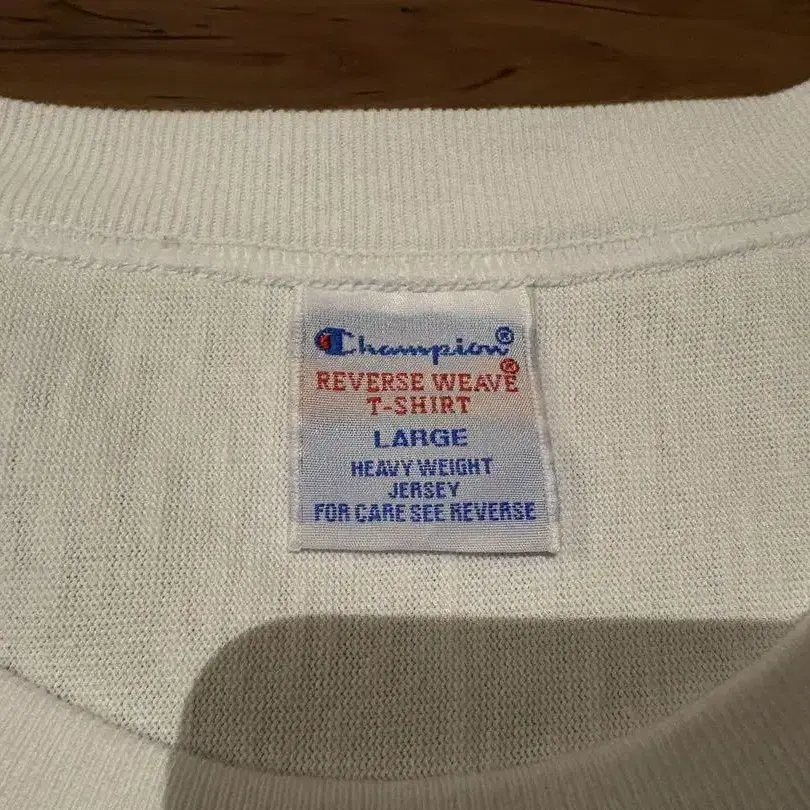 Champion®
REVERSE WEAVE®
T-SHIRT
LARGE
HEAVY WEIGHT
JERSEY
FOR CARE SEE REVERSE